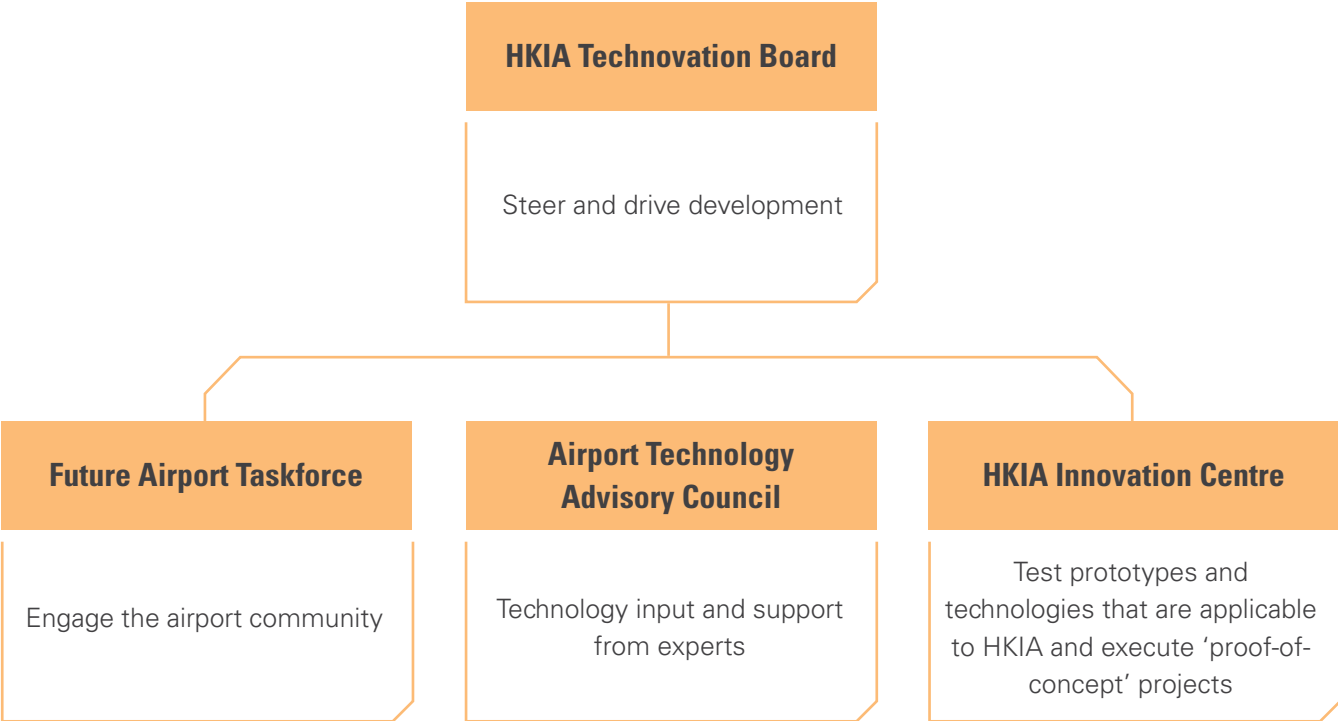 HKIA Technovation Board
Steer and drive development
Future Airport Taskforce
Engage the airport community
Airport Technology
Advisory Council
Technology input and support
from experts
HKIA Innovation Centre
Test prototypes and
technologies that are applicable
to HKIA and execute ‘proof-of-
concept’ projects